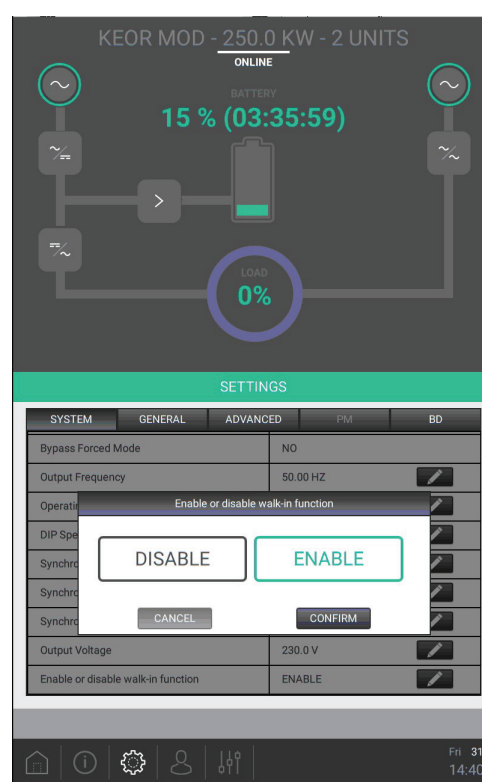 KEOR MOD - 250.0 KW - 2 UNITS
ONLINE
BATTERY
15 % (03:35:59)
LOAD
0%
SETTINGS
SYSTEM GENERAL ADVANCED PM BD
Bypass Forced Mode NO
Output Frequency 50.00 HZ
Enable or disable walk-in function
DIP
DISABLE ENABLE
CANCEL CONFIRM
Output Voltage 230.0 V
Enable or disable walk-in function ENABLE
Fri 31
14:40